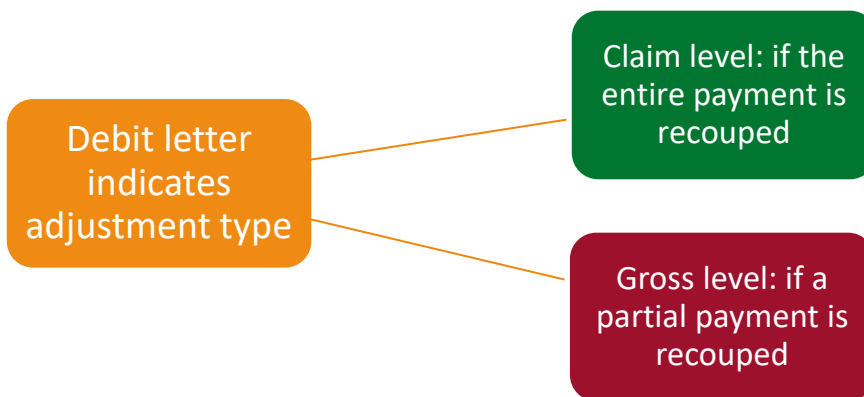 Debit letter
indicates
adjustment type
Claim level: if the
entire payment is
recouped
Gross level: if a
partial payment is
recouped